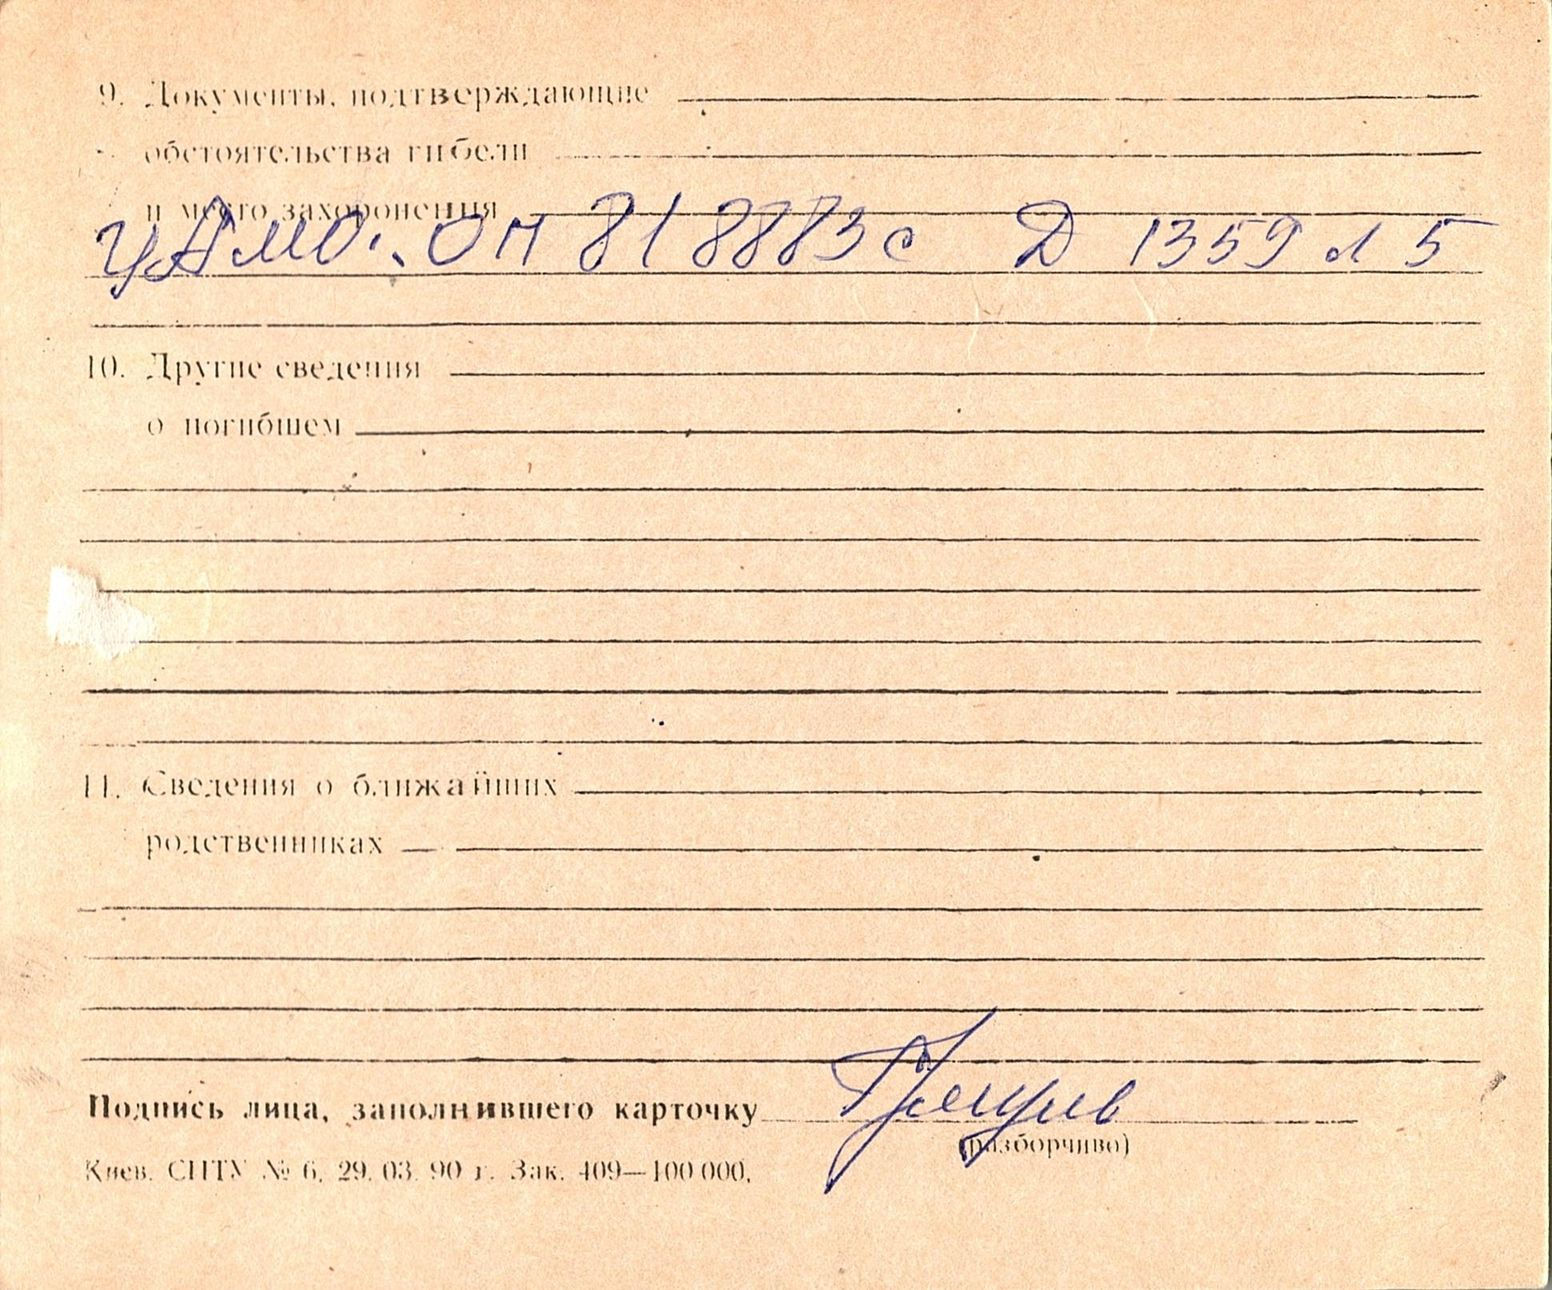 9. Документы, подтверждающие
обстоятельства гибели
и место захоронения
ЦАМО. ОП 818883с Д 1359 л 5
10. Другие сведения
о погибшем
11. Сведения о ближайших
родственниках
Подпись лица, заполнившего карточку
(разборчиво)
Киев. СПТУ № 6. 29. 03. 90 г. Зак. 409—100 000.